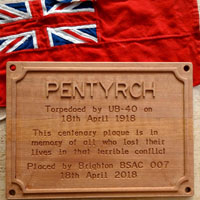 PENTYRCH
Torpedoed by UB-40 on
18th April 1918
This centenary plaque is in
memory of all who lost their
lives in that terrible conflict
Placed by Brighton BSAC 007
18th April 2018